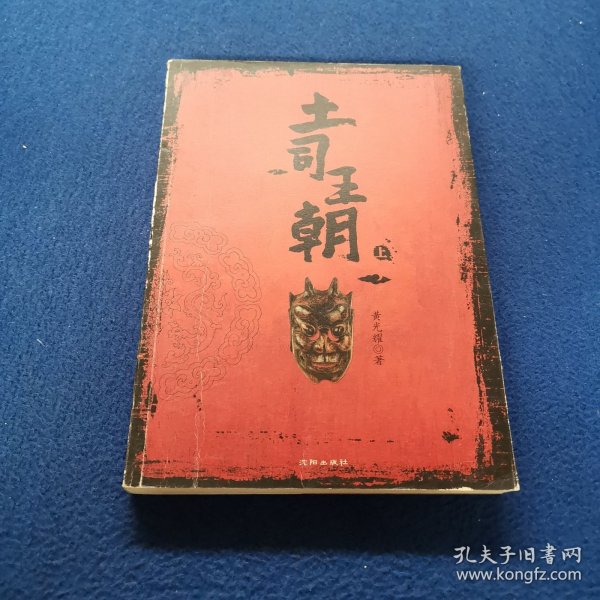 土司王朝
上
黄光耀◎著
沈阳出版社
孔夫子旧书网
www.kongfz.com